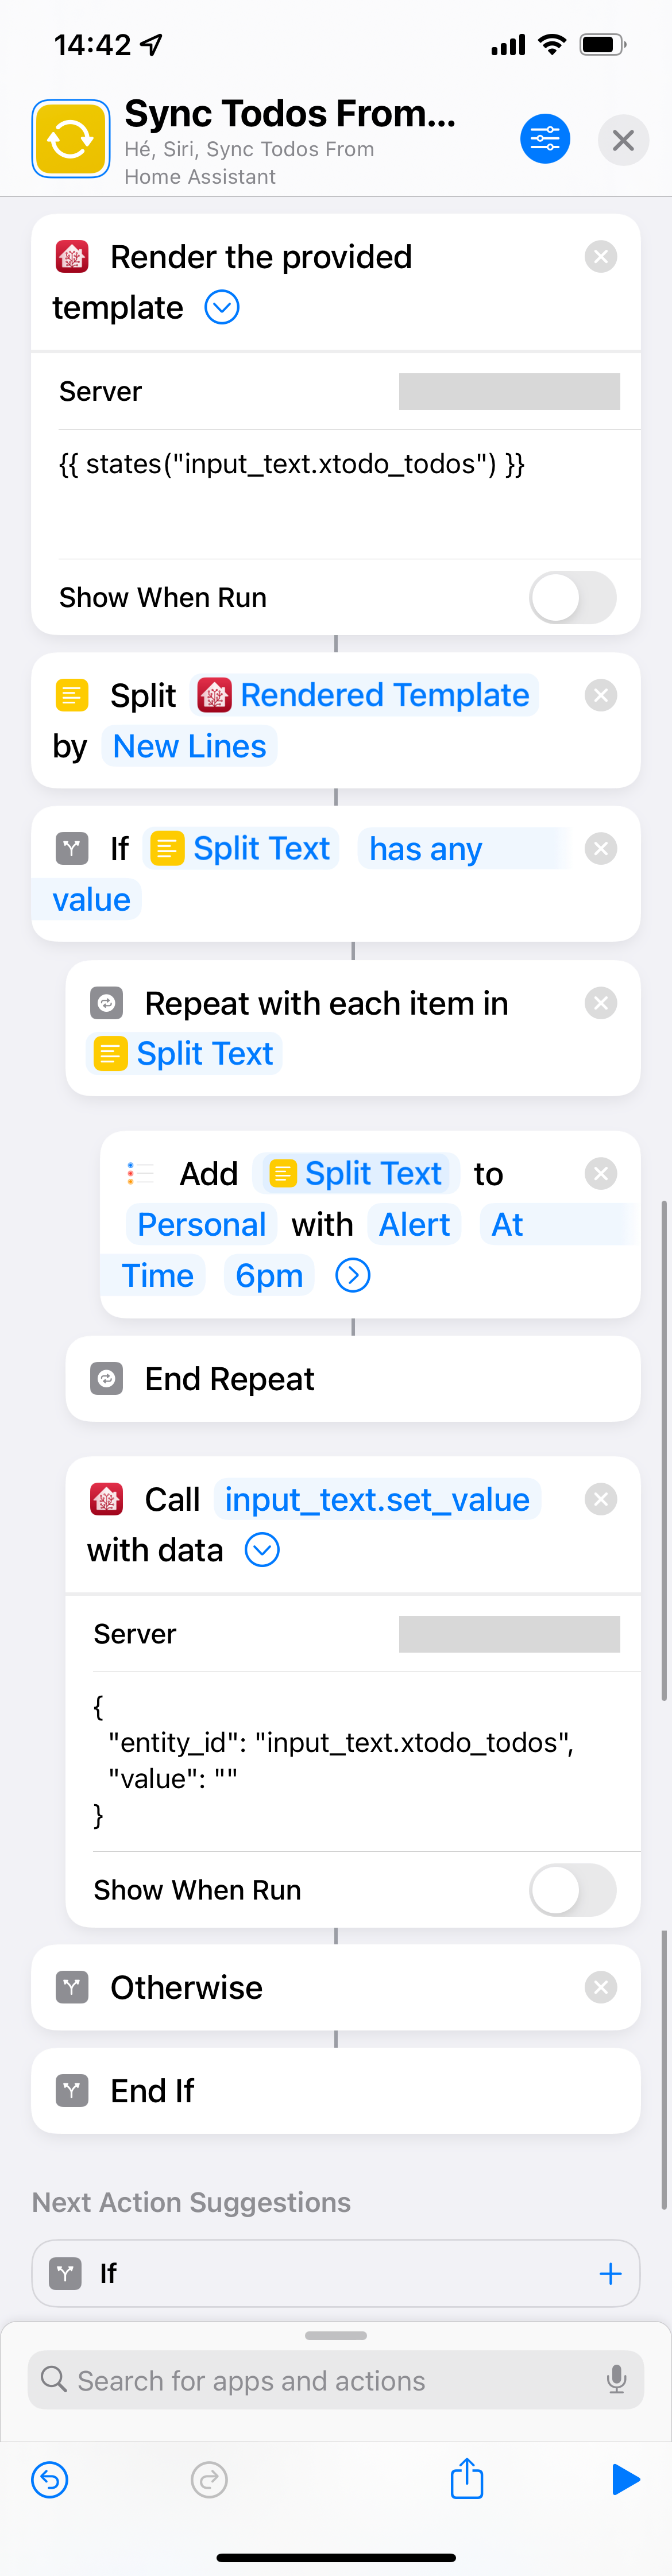 14:42
Sync Todos From...
Hé, Siri, Sync Todos From
Home Assistant
Render the provided
template
Server
{{ states("input_text.xtodo_todos") }}
Show When Run
Split Rendered Template
by New Lines
If Split Text has any
value
Repeat with each item in
Split Text
Add Split Text to
Personal with Alert At
Time 6pm
End Repeat
Call input_text.set_value
with data
Server
{
"entity_id": "input_text.xtodo_todos",
"value": ""
}
Show When Run
Otherwise
End If
Next Action Suggestions
If
Search for apps and actions